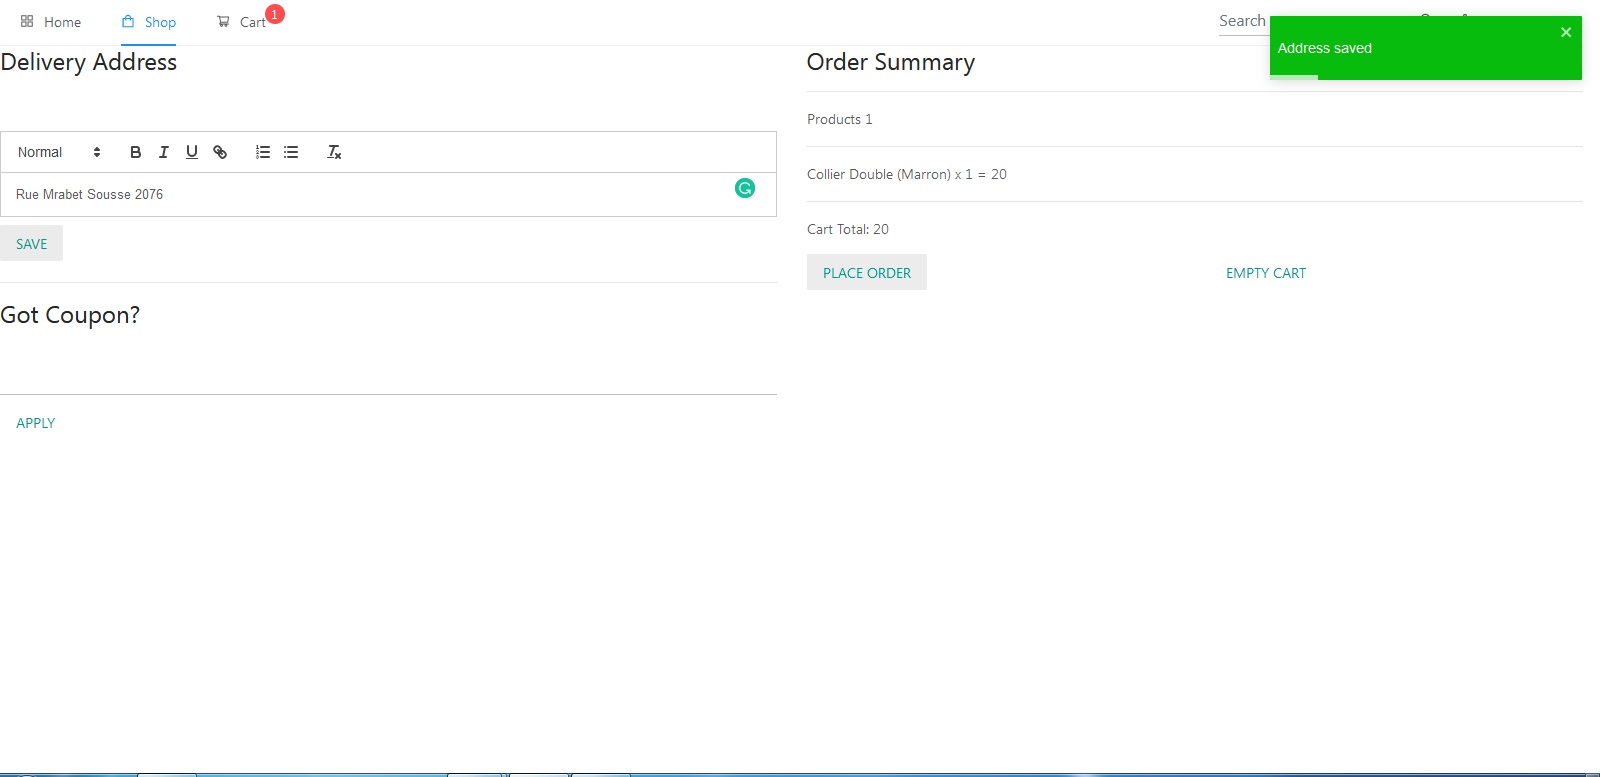 Home Shop Cart 1 Search
Address saved
Delivery Address
Normal
Rue Mrabet Sousse 2076
SAVE
Got Coupon?
APPLY
Order Summary
Products 1
Collier Double (Marron) x 1 = 20
Cart Total: 20
PLACE ORDER EMPTY CART